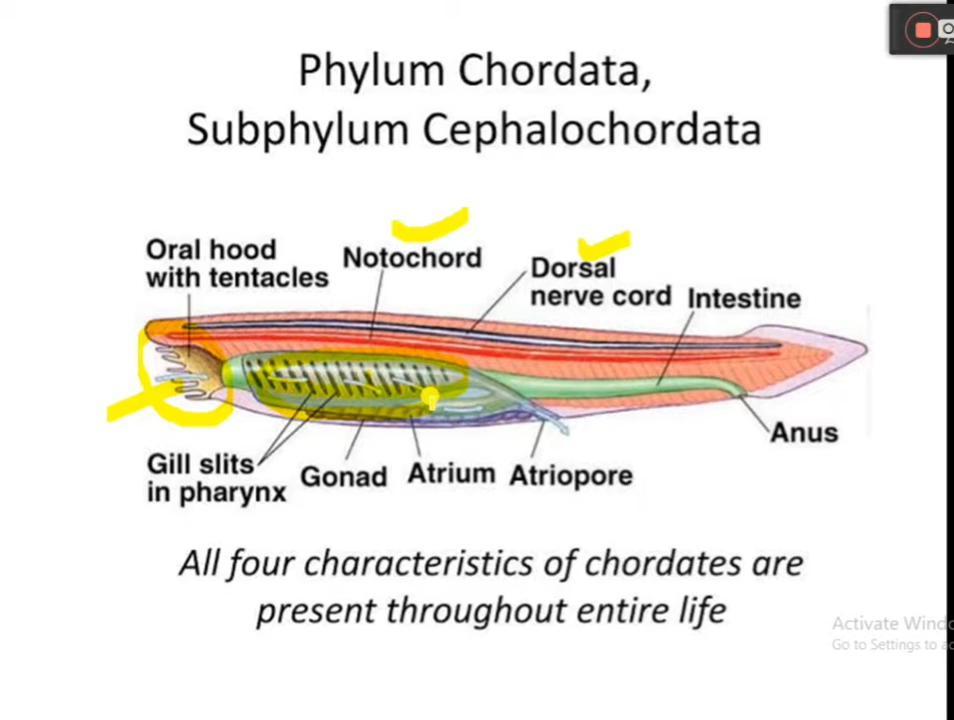 Phylum Chordata,
Subphylum Cephalochordata
Oral hood
with tentacles
Notochord
Dorsal
nerve cord
Intestine
Anus
Gill slits
in pharynx
Gonad
Atrium
Atriopore
All four characteristics of chordates are
present throughout entire life
Activate
Go to Settings to